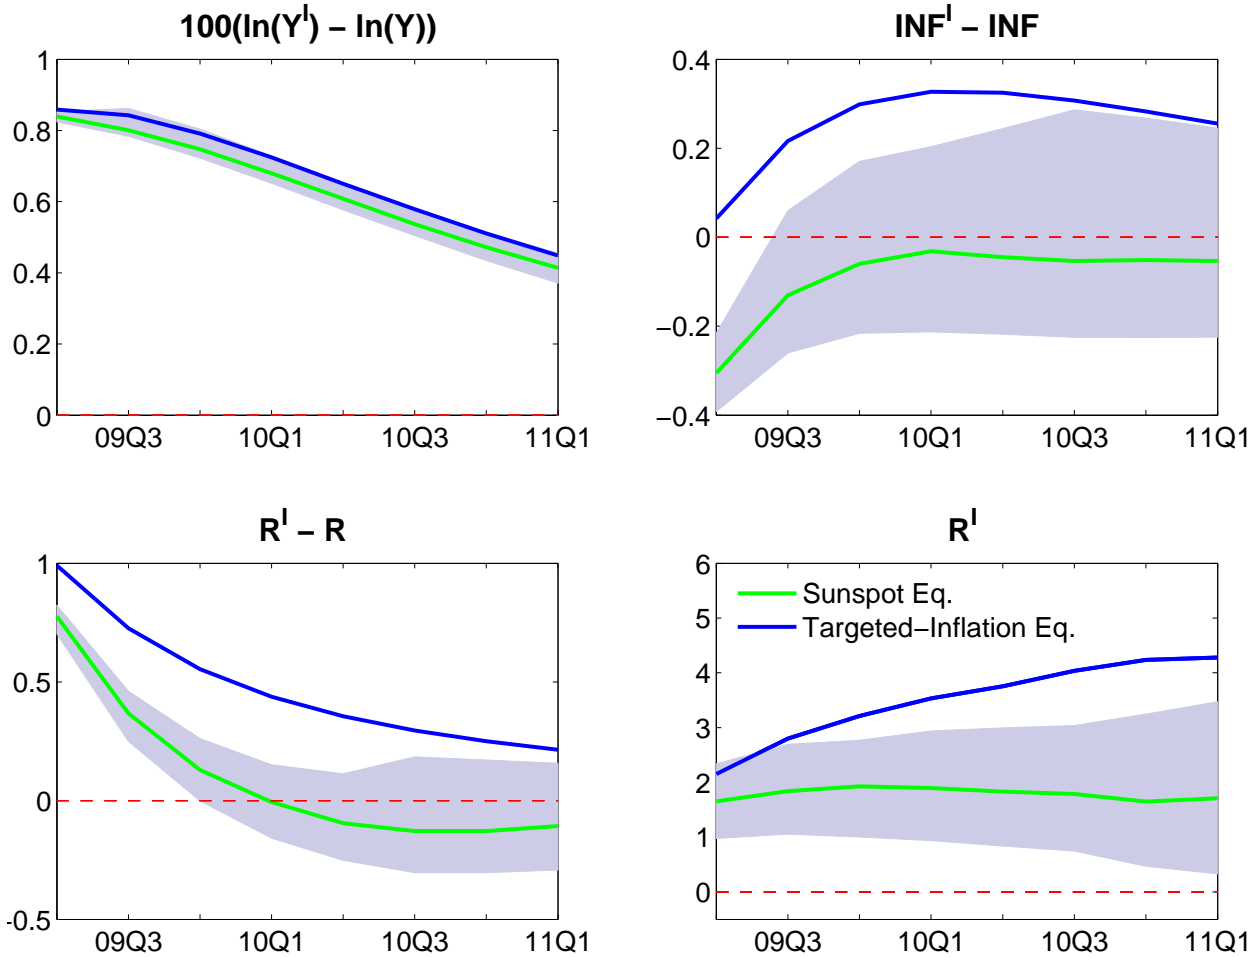 100(ln(Y^I) − ln(Y))
1
0.8
0.6
0.4
0.2
0
09Q3 10Q1 10Q3 11Q1
INF^I − INF
0.4
0.2
0
−0.2
−0.4
09Q3 10Q1 10Q3 11Q1
R^I − R
1
0.5
0
-0.5
09Q3 10Q1 10Q3 11Q1
R^I
6
5
4
3
2
1
0
Sunspot Eq.
Targeted−Inflation Eq.
09Q3 10Q1 10Q3 11Q1